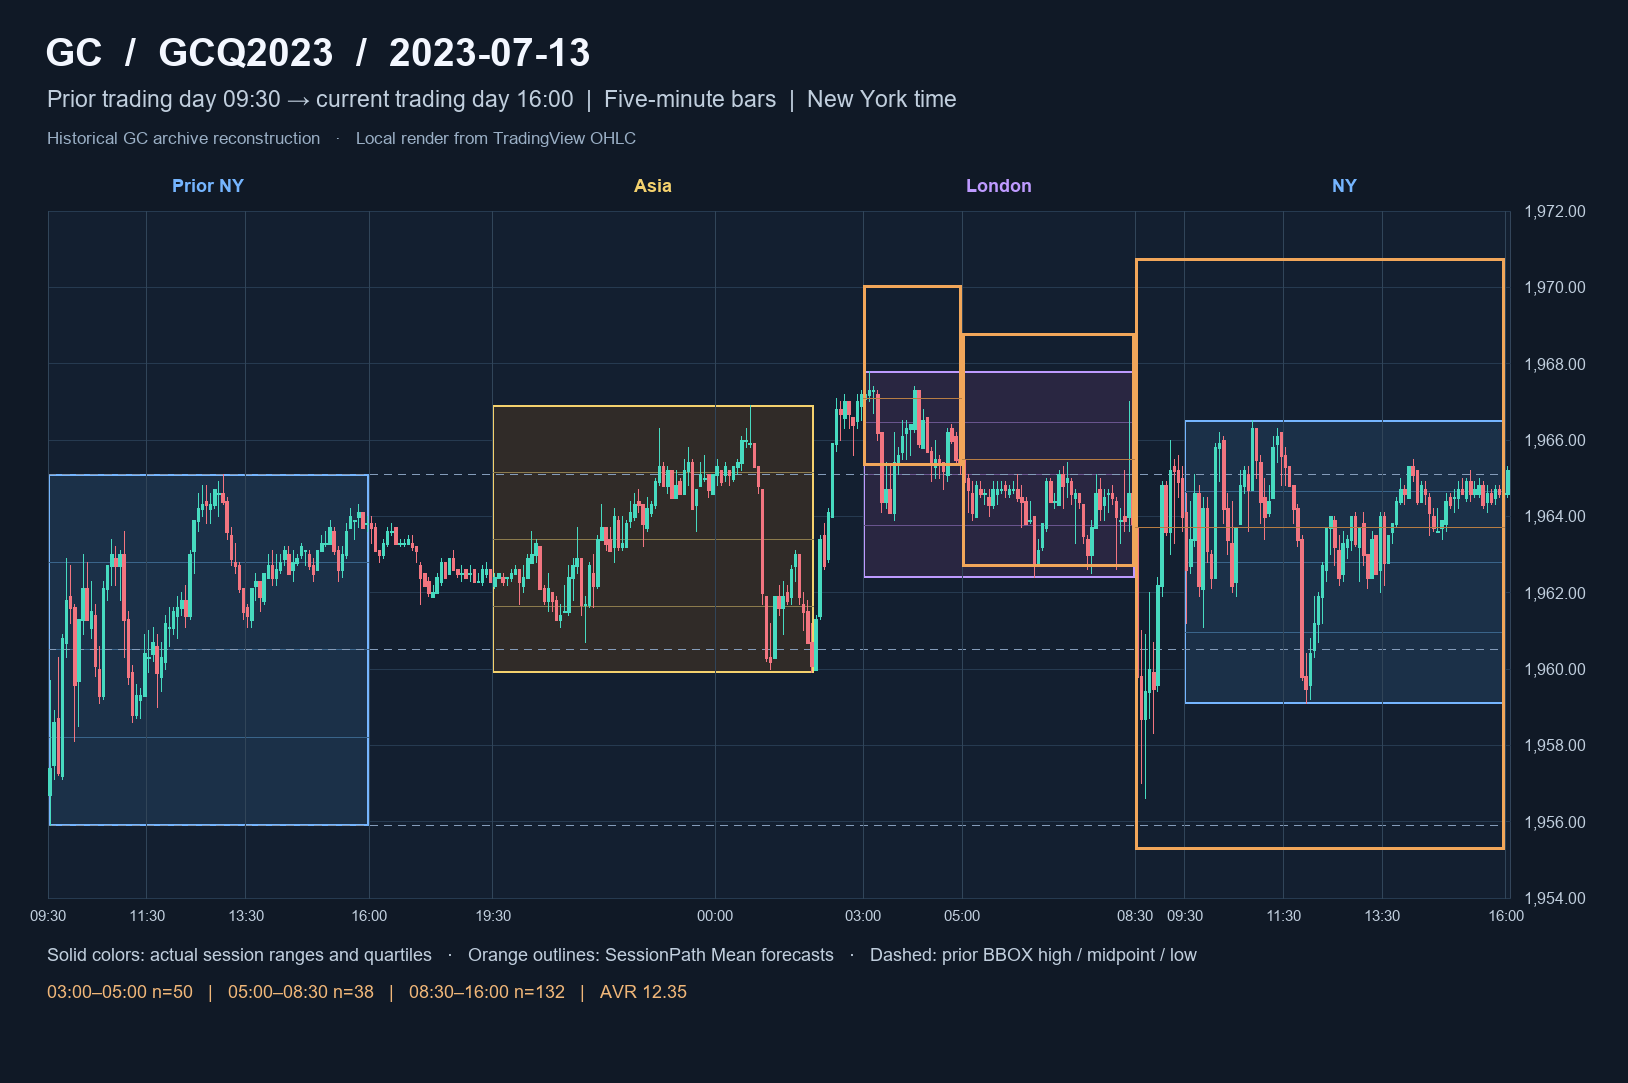 GC / GCQ2023 / 2023-07-13
Prior trading day 09:30 → current trading day 16:00 | Five-minute bars | New York time
Historical GC archive reconstruction · Local render from TradingView OHLC
Prior NY Asia London NY
1,972.00
1,970.00
1,968.00
1,966.00
1,964.00
1,962.00
1,960.00
1,958.00
1,956.00
1,954.00
09:30 11:30 13:30 16:00 19:30 00:00 03:00 05:00 08:30 09:30 11:30 13:30 16:00
Solid colors: actual session ranges and quartiles · Orange outlines: SessionPath Mean forecasts · Dashed: prior BBOX high / midpoint / low
03:00–05:00 n=50 | 05:00–08:30 n=38 | 08:30–16:00 n=132 | AVR 12.35